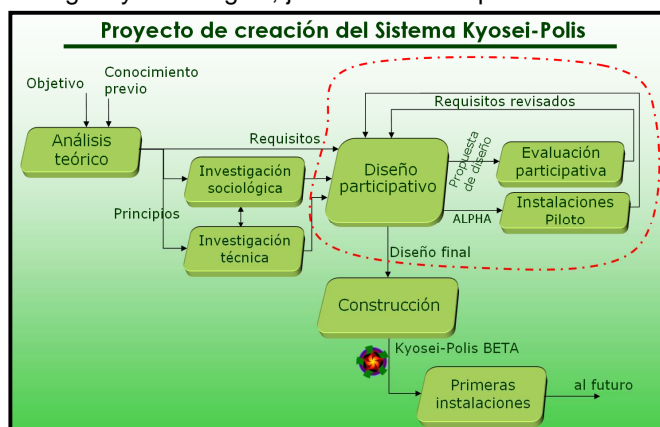 Proyecto de creación del Sistema Kyosei-Polis
Objetivo
Conocimiento
previo
Análisis
teórico
Requisitos
Principios
Investigación
sociológica
Investigación
técnica
Diseño
participativo
Requisitos revisados
Propuesta
de diseño
Evaluación
participativa
ALPHA
Instalaciones
Piloto
Diseño final
Construcción
Kyosei-Polis BETA
Primeras
instalaciones
al futuro